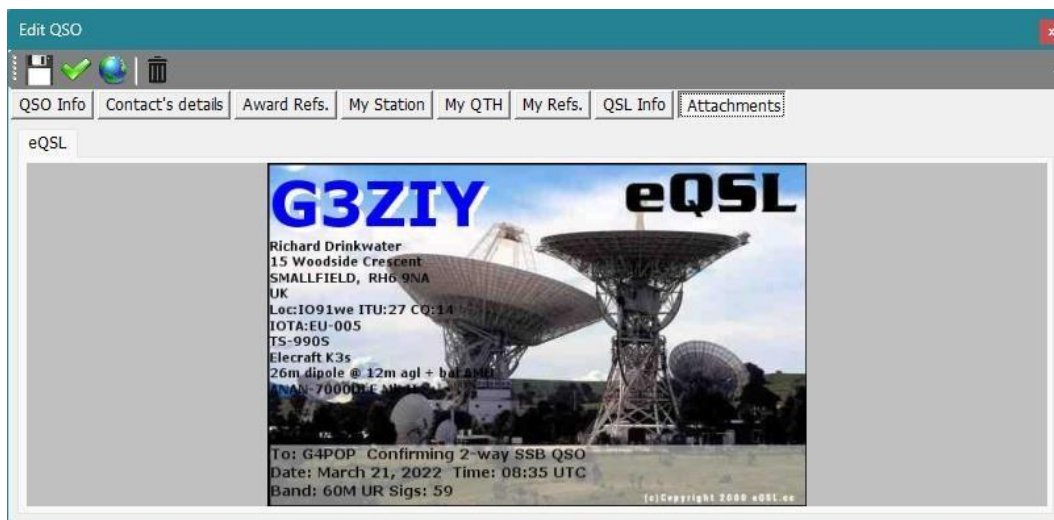 Edit QSO
QSO Info Contact's details Award Refs. My Station My QTH My Refs. QSL Info Attachments
eQSL
G3ZIY eQSL
Richard Drinkwater
15 Woodside Crescent
SMALLFIELD, RH6 9NA
UK
Loc:IO91we ITU:27 CQ:14
IOTA:EU-005
TS-990S
Elecraft K3s
26m dipole @ 12m agl + bal
To: G4POP Confirming 2-way SSB QSO
Date: March 21, 2022 Time: 08:35 UTC
Band: 60M UR Sigs: 59
(c)Copyright 2000 eQSL.cc